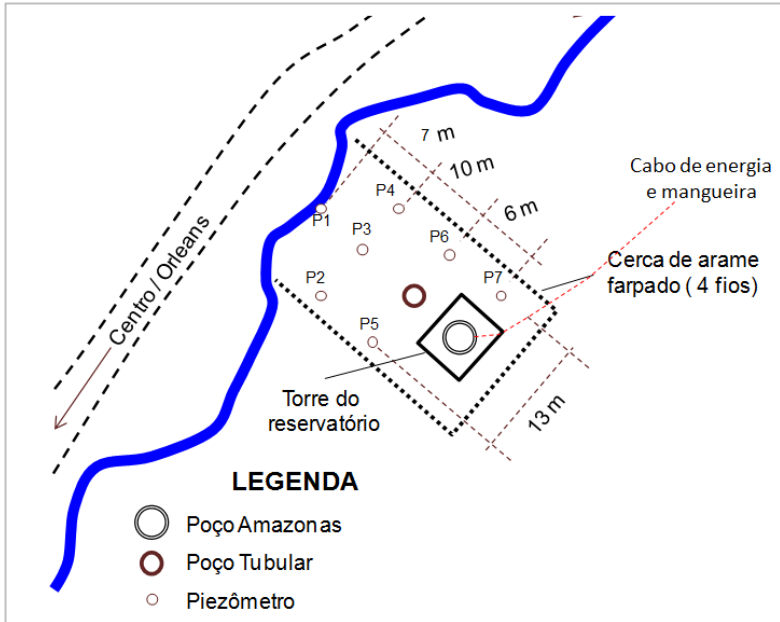 7 m
10 m
6 m
Cabo de energia
e mangueira
P1
P4
P3
P6
P2
P7
P5
Centro / Orleans
Cerca de arame
farpado ( 4 fios)
Torre do
reservatório
13 m
LEGENDA
Poço Amazonas
Poço Tubular
Piezômetro